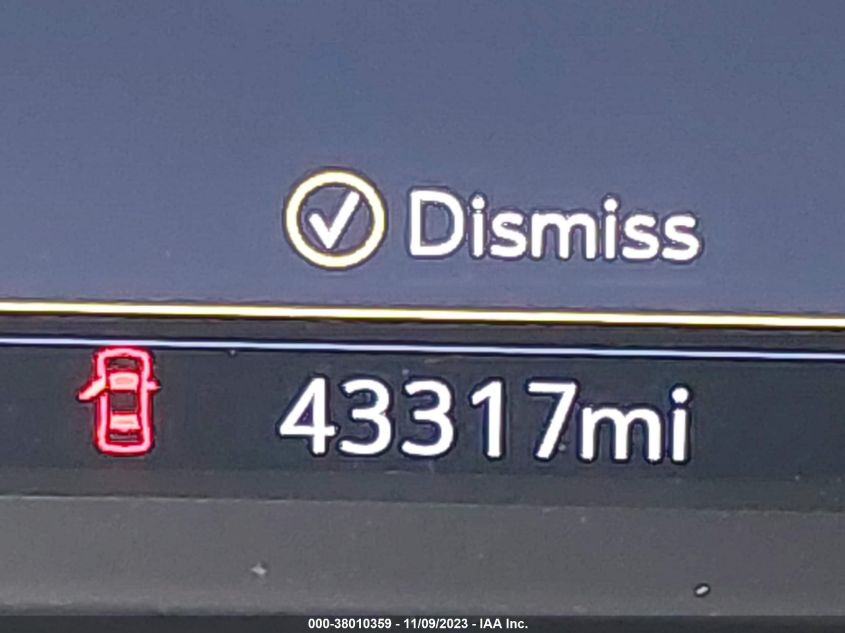 Dismiss
43317mi
000-38010359 - 11/09/2023 - IAA Inc.